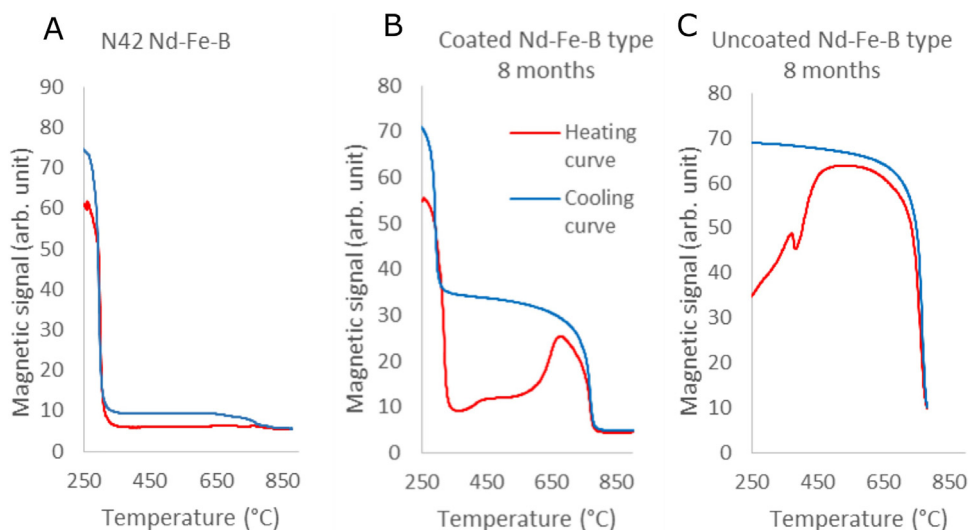 A
N42 Nd-Fe-B
Magnetic signal (arb. unit)
90
80
70
60
50
40
30
20
10
0
250 450 650 850
Temperature (°C)
B
Coated Nd-Fe-B type
8 months
Magnetic signal (arb. unit)
80
70
60
50
40
30
20
10
0
250 450 650 850
Temperature (°C)
Heating
curve
Cooling
curve
C
Uncoated Nd-Fe-B type
8 months
Magnetic signal (arb. unit)
80
70
60
50
40
30
20
10
0
250 450 650 850
Temperature (°C)